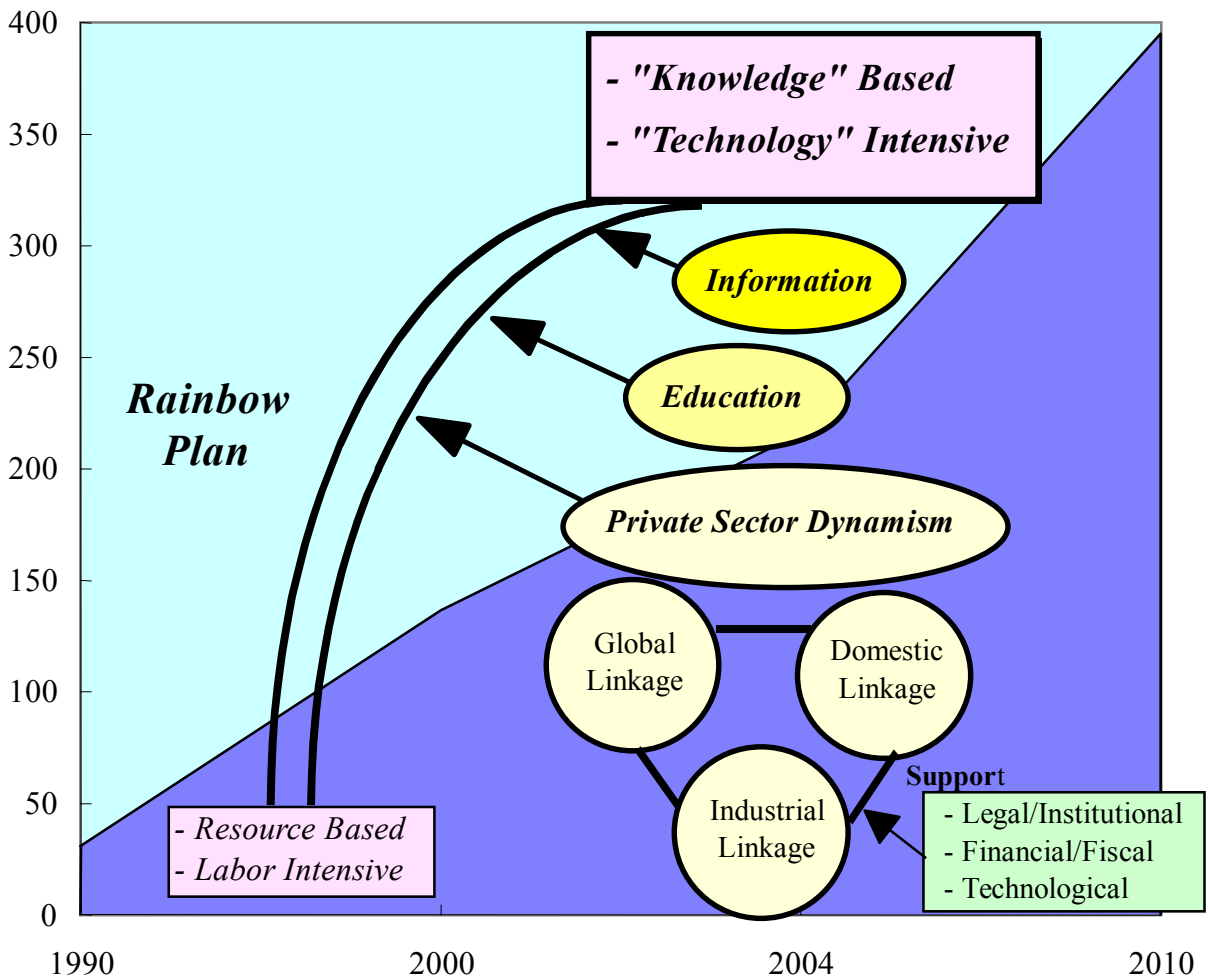 400
350
300
250
200
150
100
50
0
- "Knowledge" Based
- "Technology" Intensive
Information
Education
Rainbow
Plan
Private Sector Dynamism
Global
Linkage
Domestic
Linkage
Industrial
Linkage
Support
- Legal/Institutional
- Financial/Fiscal
- Technological
- Resource Based
- Labor Intensive
1990
2000
2004
2010